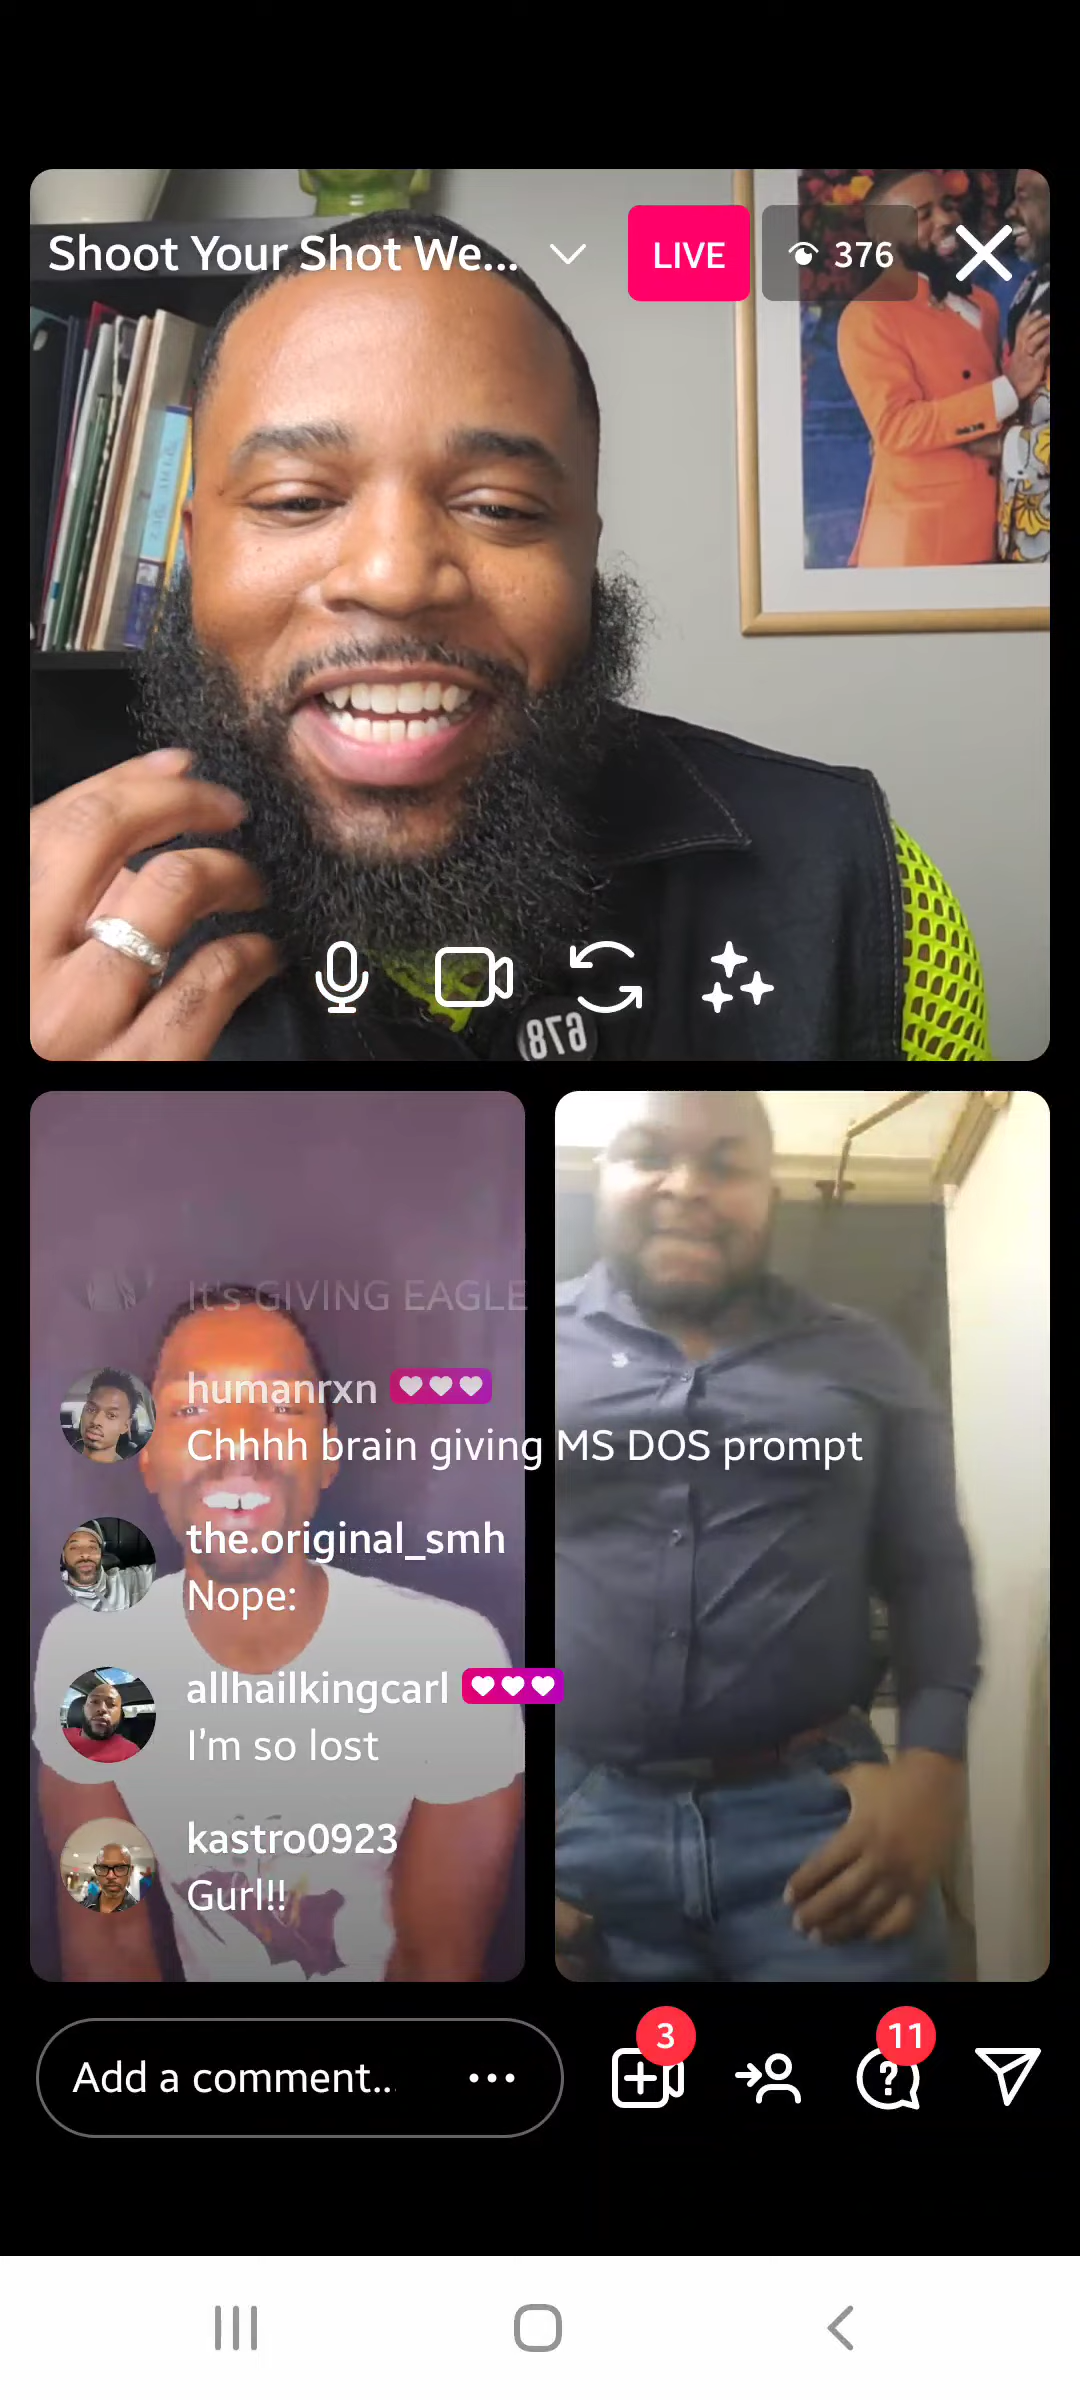 Shoot Your Shot We...
LIVE
376
678
It's GIVING EAGLE
humanrxn
Chhhh brain giving MS DOS prompt
the.original_smh
Nope:
allhailkingcarl
I'm so lost
kastro0923
Gurl!!
Add a comment...
3
11